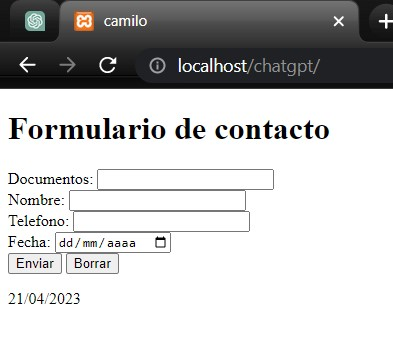 camilo
localhost/chatgpt/
Formulario de contacto
Documentos:
Nombre:
Telefono:
Fecha: dd/mm/aaaa
Enviar Borrar
21/04/2023